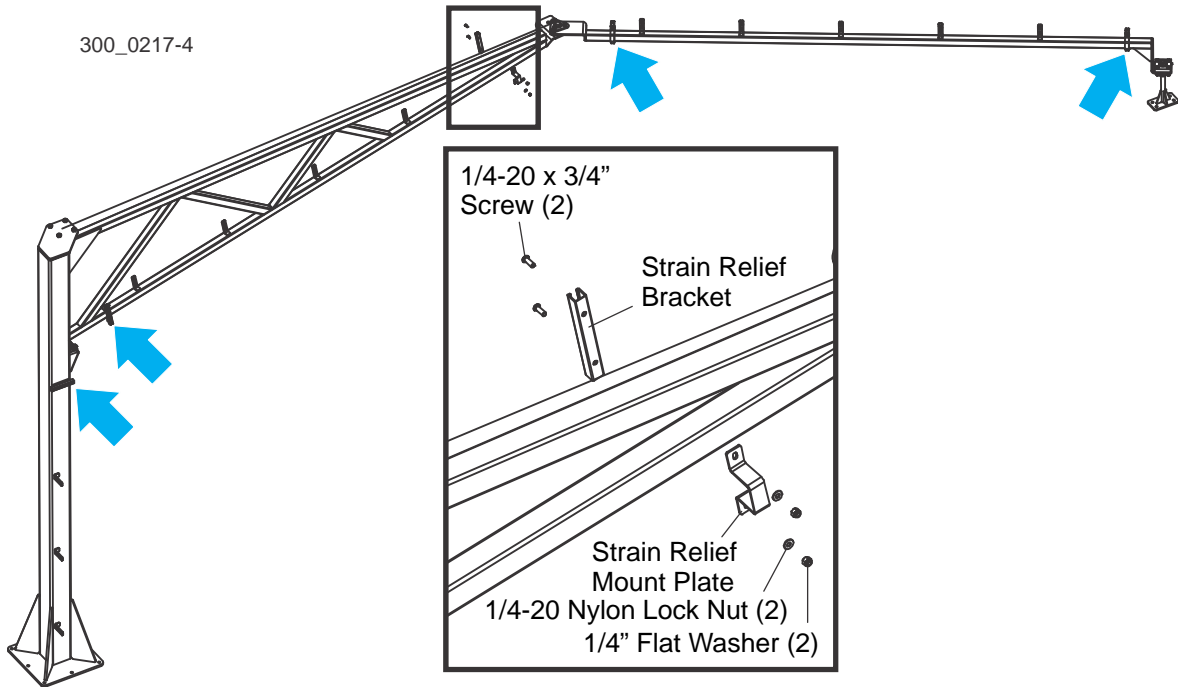 300_0217-4
1/4-20 x 3/4”
Screw (2)
Strain Relief
Bracket
Strain Relief
Mount Plate
1/4-20 Nylon Lock Nut (2)
1/4” Flat Washer (2)